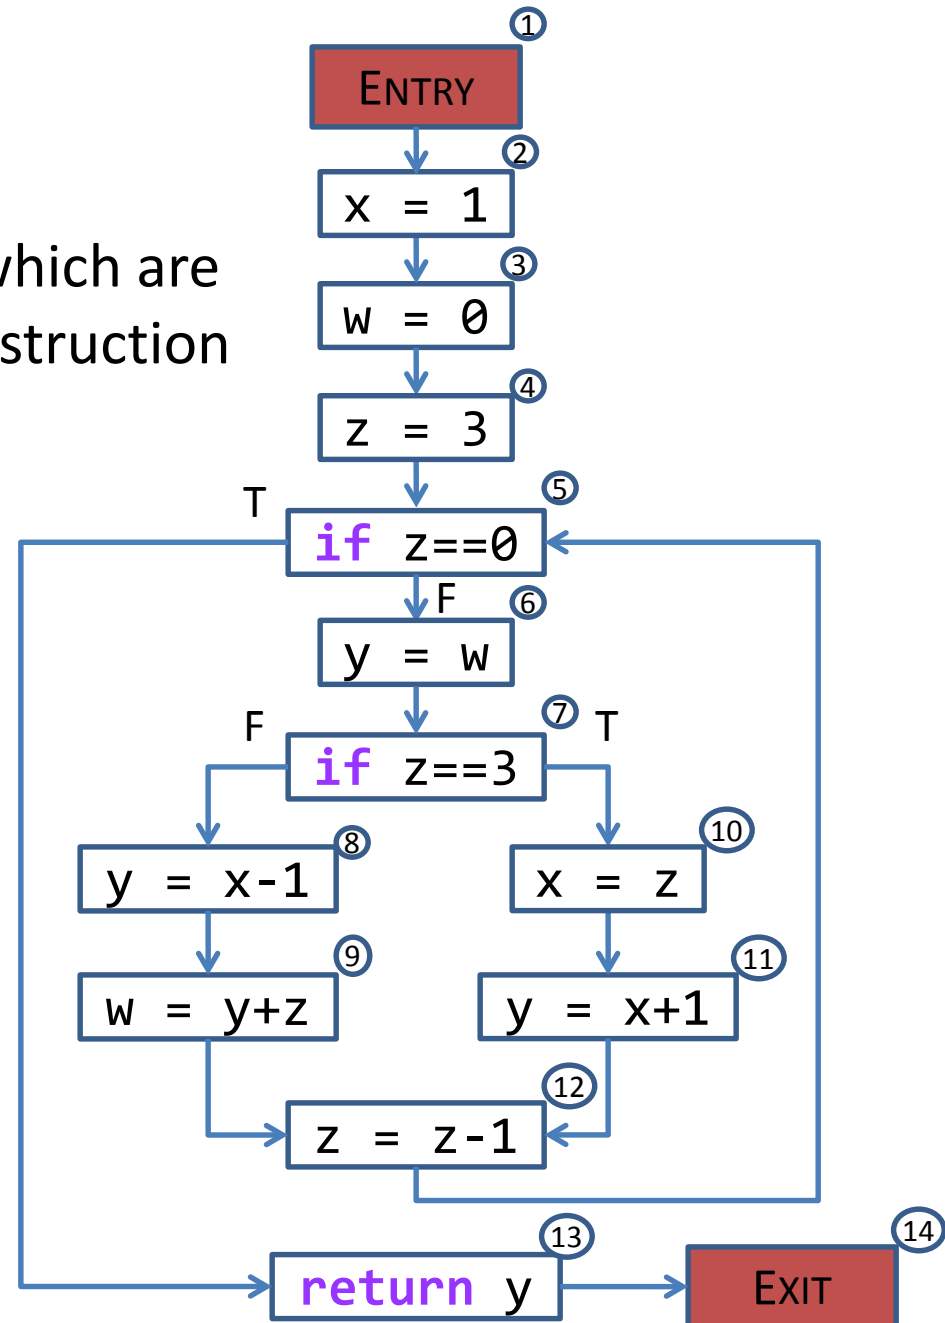 1
ENTRY
2
x = 1
3
which are
w = 0
struction
4
z = 3
5
T
if z==0
F
6
y = w
7
F
T
if z==3
10
8
y = x-1
x = z
9
11
w = y+z
y = x+1
12
z = z-1
13
14
return y
EXIT